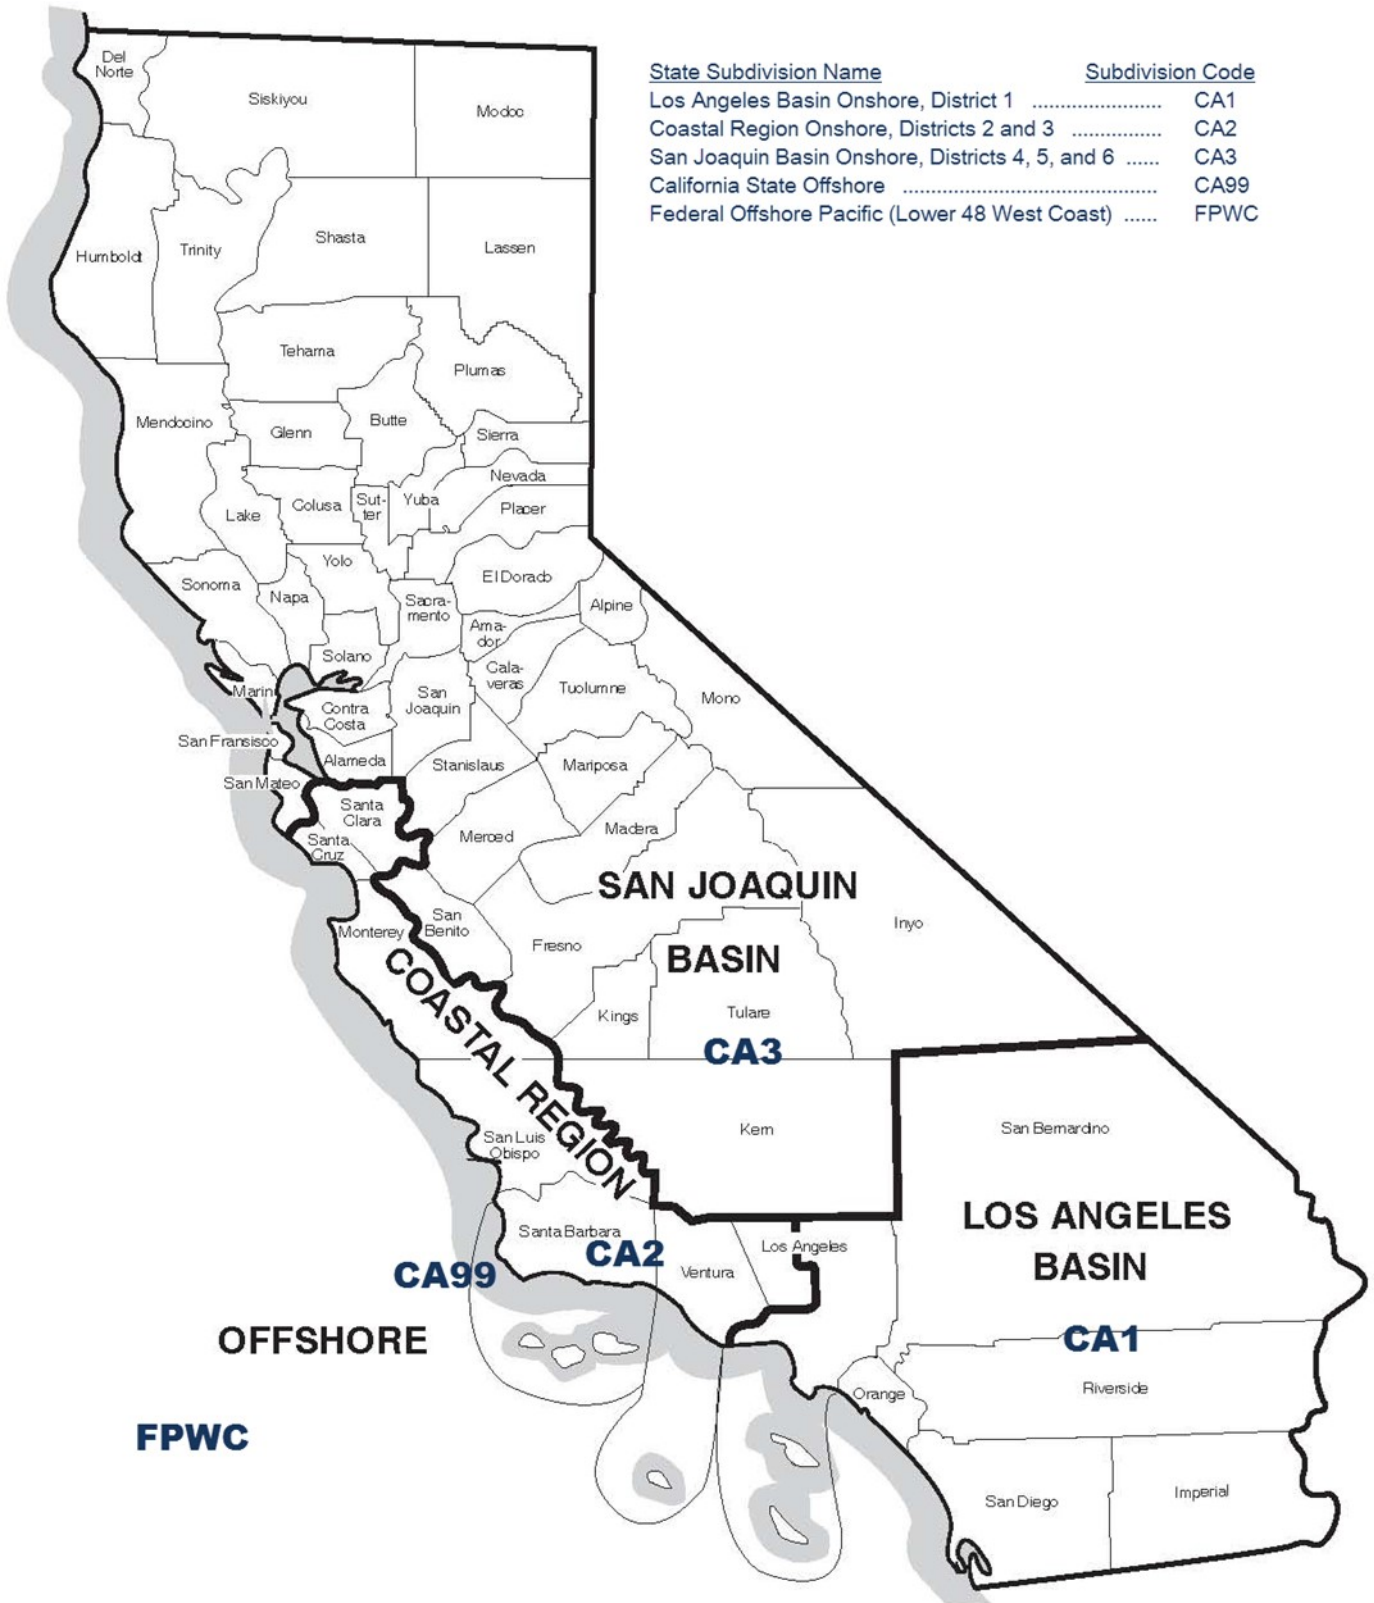 State Subdivision Name Subdivision Code
Los Angeles Basin Onshore, District 1 ...................... CA1
Coastal Region Onshore, Districts 2 and 3 ................ CA2
San Joaquin Basin Onshore, Districts 4, 5, and 6 ...... CA3
California State Offshore ............................................ CA99
Federal Offshore Pacific (Lower 48 West Coast) ...... FPWC
Del
Norte
Siskiyou
Modoc
Humboldt
Trinity
Shasta
Lassen
Tehama
Plumas
Mendocino
Glenn
Butte
Sierra
Nevada
Lake
Colusa
Sut-
ter
Yuba
Placer
Yolo
El Dorado
Sonoma
Napa
Sacra-
mento
Alpine
Ama-
dor
Solano
Cala-
veras
Tuolumne
Mono
Marin
Contra
Costa
San
Joaquin
San Fransisco
Alameda
Stanislaus
Mariposa
San Mateo
Santa
Clara
Santa
Cruz
Merced
Madera
SAN JOAQUIN
BASIN
Monterey
San
Benito
Fresno
Inyo
Kings
Tulare
CA3
COASTAL REGION
Kern
San Bernardino
San Luis
Obispo
LOS ANGELES
BASIN
Santa Barbara
CA2
Ventura
Los Angeles
CA99
OFFSHORE
CA1
Orange
Riverside
FPWC
San Diego
Imperial